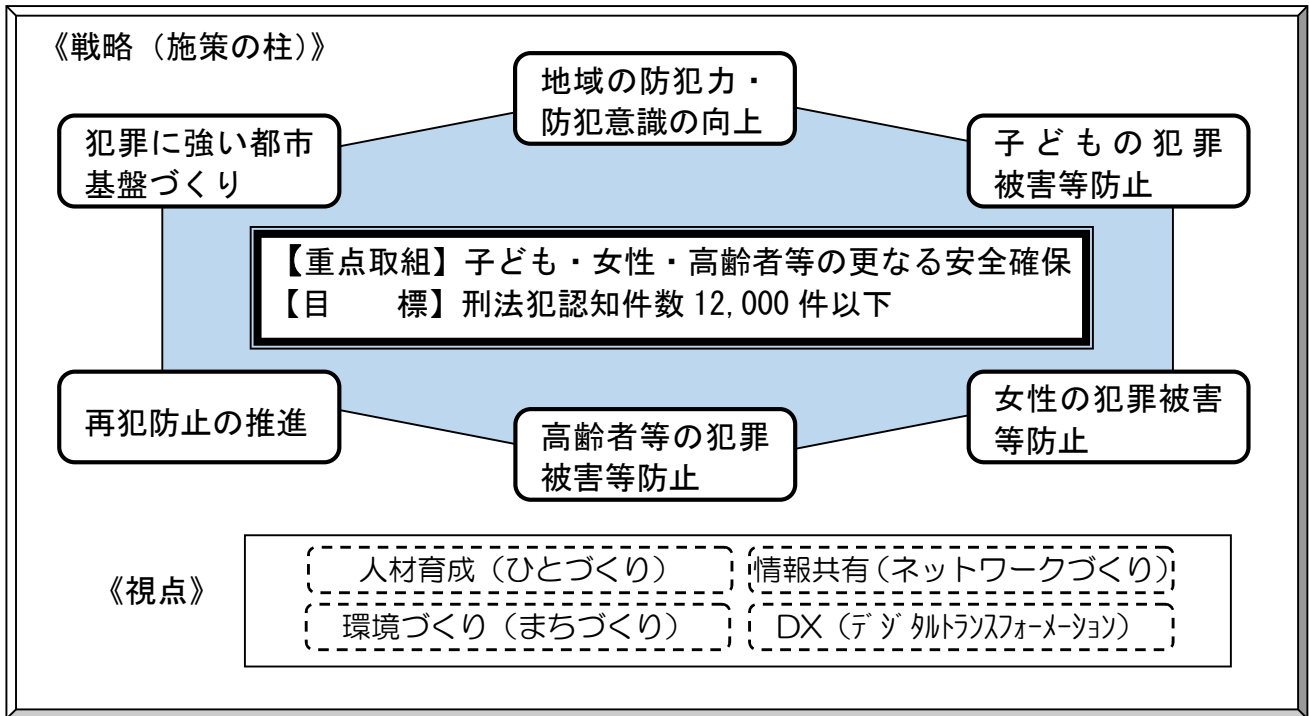 《戦略(施策の柱)》
地域の防犯力・
防犯意識の向上
犯罪に強い都市
基盤づくり
子どもの犯罪
被害等防止
【重点取組】子ども・女性・高齢者等の更なる安全確保
【目　　標】刑法犯認知件数 12,000 件以下
再犯防止の推進
高齢者等の犯罪
被害等防止
女性の犯罪被害
等防止
《視点》
人材育成(ひとづくり)
情報共有(ネットワークづくり)
環境づくり(まちづくり)
DX(デジタルトランスフォーメーション)